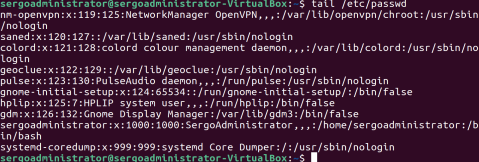 sergoadministrator@sergoadministrator-VirtualBox:~$ tail /etc/passwd
nm-openvpn:x:119:125:NetworkManager OpenVPN,,,:/var/lib/openvpn/chroot:/usr/sbin
/nologin
saned:x:120:127::/var/lib/saned:/usr/sbin/nologin
colord:x:121:128:colord colour management daemon,,,:/var/lib/colord:/usr/sbin/no
login
geoclue:x:122:129::/var/lib/geoclue:/usr/sbin/nologin
pulse:x:123:130:PulseAudio daemon,,,:/run/pulse:/usr/sbin/nologin
gnome-initial-setup:x:124:65534::/run/gnome-initial-setup/:/bin/false
hplip:x:125:7:HPLIP system user,,,:/run/hplip:/bin/false
gdm:x:126:132:Gnome Display Manager:/var/lib/gdm3:/bin/false
sergoadministrator:x:1000:1000:SergoAdministrator,,,:/home/sergoadministrator:/b
in/bash
systemd-coredump:x:999:999:systemd Core Dumper:/:/usr/sbin/nologin
sergoadministrator@sergoadministrator-VirtualBox:~$